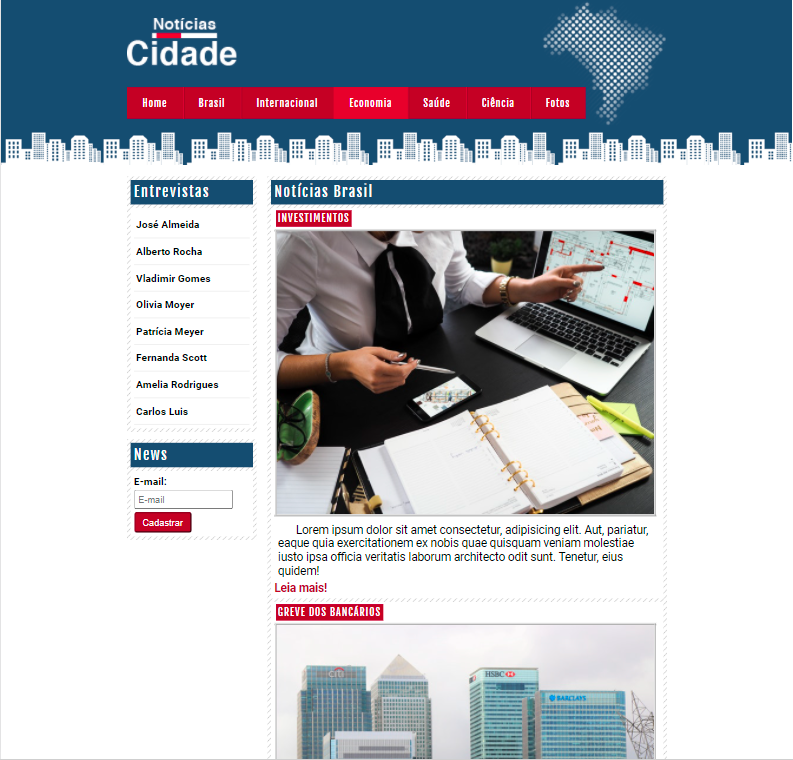 Notícias
Cidade
Home Brasil Internacional Economia Saúde Ciência Fotos
Entrevistas
José Almeida
Alberto Rocha
Vladimir Gomes
Olivia Moyer
Patrícia Meyer
Fernanda Scott
Amelia Rodrigues
Carlos Luis
News
E-mail:
E-mail
Cadastrar
Notícias Brasil
INVESTIMENTOS
Lorem ipsum dolor sit amet consectetur, adipisicing elit. Aut, pariatur,
eaque quia exercitationem ex nobis quae quisquam veniam molestiae
iusto ipsa officia veritatis laborum architecto odit sunt. Tenetur, eius
quidem!
Leia mais!
GREVE DOS BANCÁRIOS
citi
HSBC
BARCLAYS